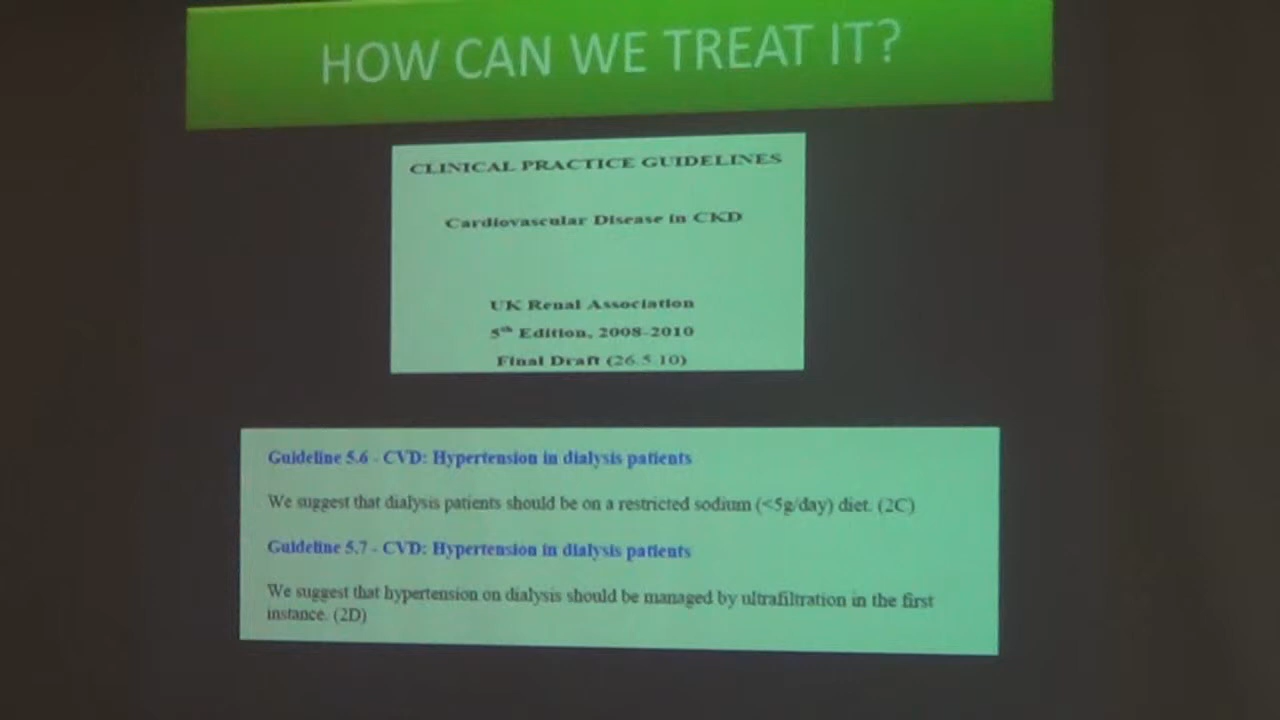 HOW CAN WE TREAT IT?
CLINICAL PRACTICE GUIDELINES
Cardiovascular Disease in CKD
UK Renal Association
5th Edition, 2008-2010
Final Draft (26.5.10)
Guideline 5.6 - CVD: Hypertension in dialysis patients
We suggest that dialysis patients should be on a restricted sodium (<5g/day) diet. (2C)
Guideline 5.7 - CVD: Hypertension in dialysis patients
We suggest that hypertension on dialysis should be managed by ultrafiltration in the first
instance. (2D)